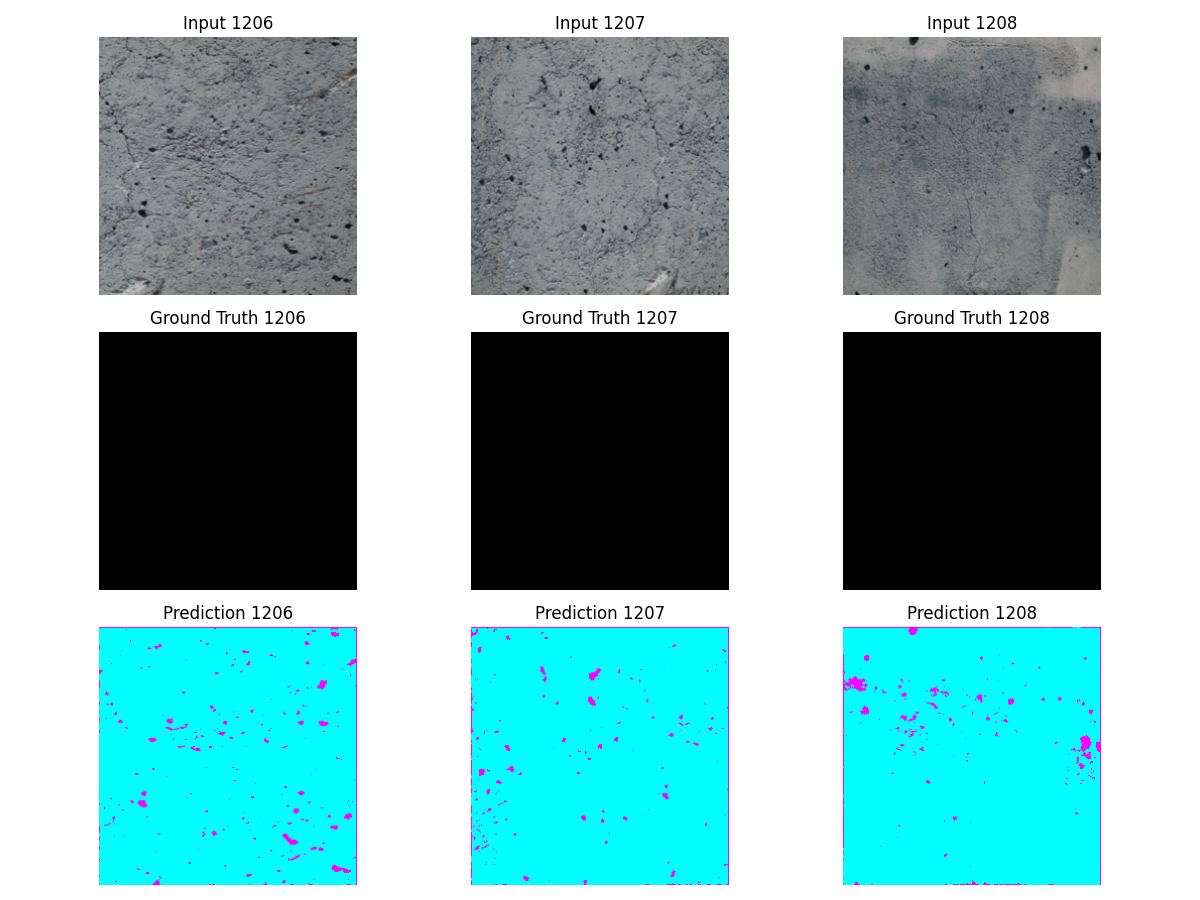 Input 1206
Input 1207
Input 1208
Ground Truth 1206
Ground Truth 1207
Ground Truth 1208
Prediction 1206
Prediction 1207
Prediction 1208